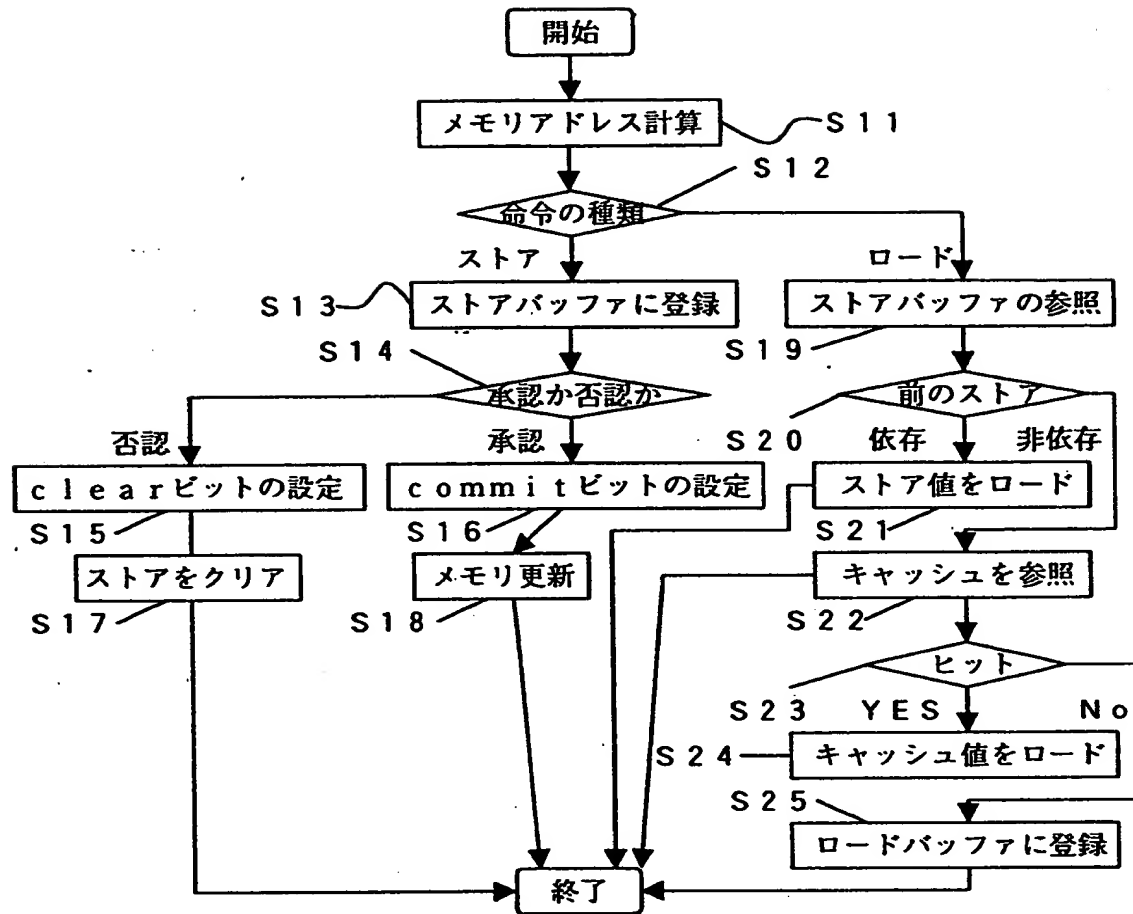 開始
メモリアドレス計算
S11
S12
命令の種類
ストア
ロード
S13
ストアバッファに登録
ストアバッファの参照
S14
S19
承認か否認か
前のストア
否認
承認
S20
依存
非依存
clearビットの設定
commitビットの設定
ストア値をロード
S15
S16
S21
ストアをクリア
メモリ更新
キャッシュを参照
S17
S18
S22
ヒット
S23
YES
No
S24
キャッシュ値をロード
S25
ロードバッファに登録
終了